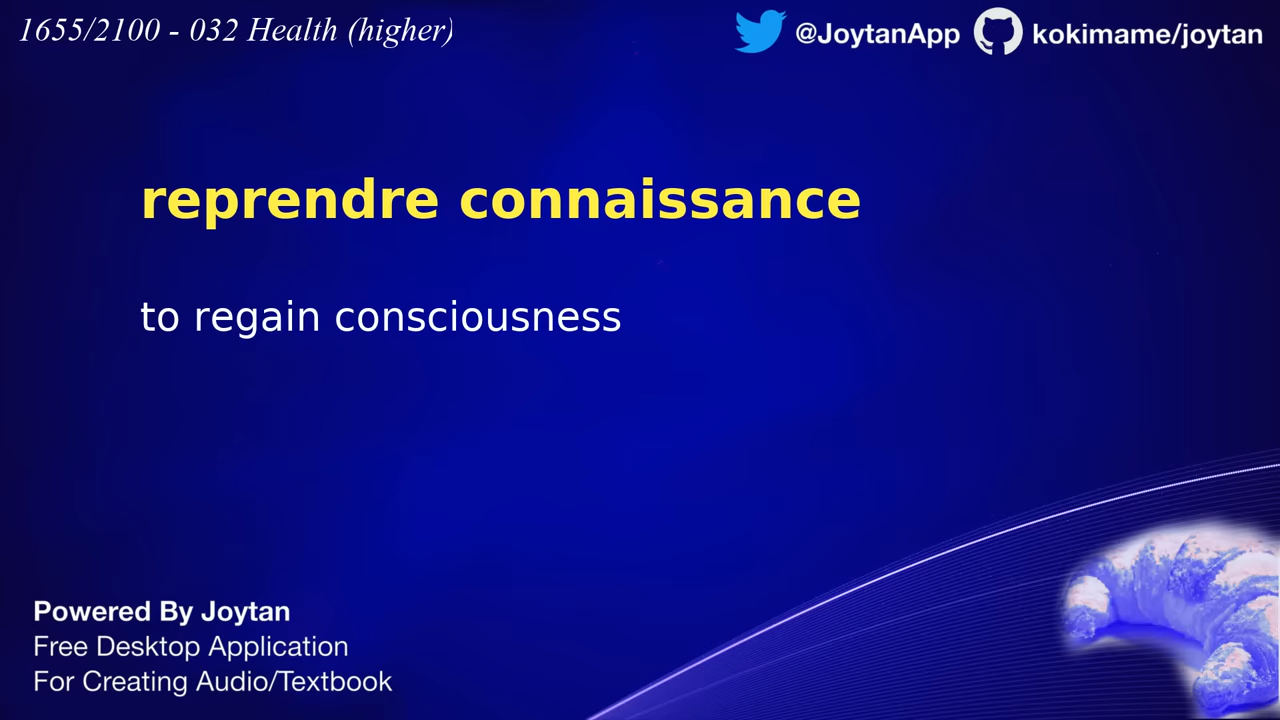 1655/2100 - 032 Health (higher)
@JoytanApp
kokimame/joytan
reprendre connaissance
to regain consciousness
Powered By Joytan
Free Desktop Application
For Creating Audio/Textbook